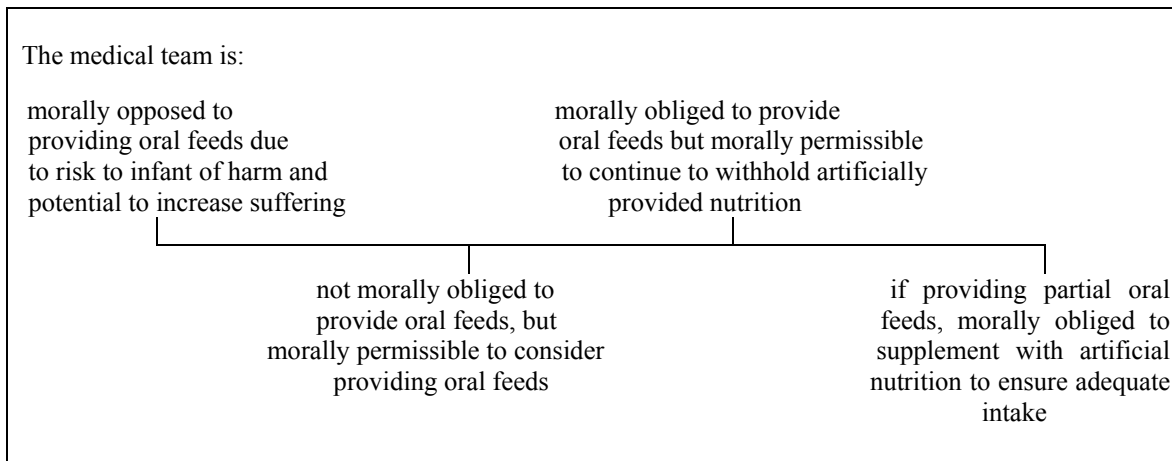 The medical team is:
morally opposed to
providing oral feeds due
to risk to infant of harm and
potential to increase suffering
morally obliged to provide
oral feeds but morally permissible
to continue to withhold artificially
provided nutrition
not morally obliged to
provide oral feeds, but
morally permissible to consider
providing oral feeds
if providing partial oral
feeds, morally obliged to
supplement with artificial
nutrition to ensure adequate
intake